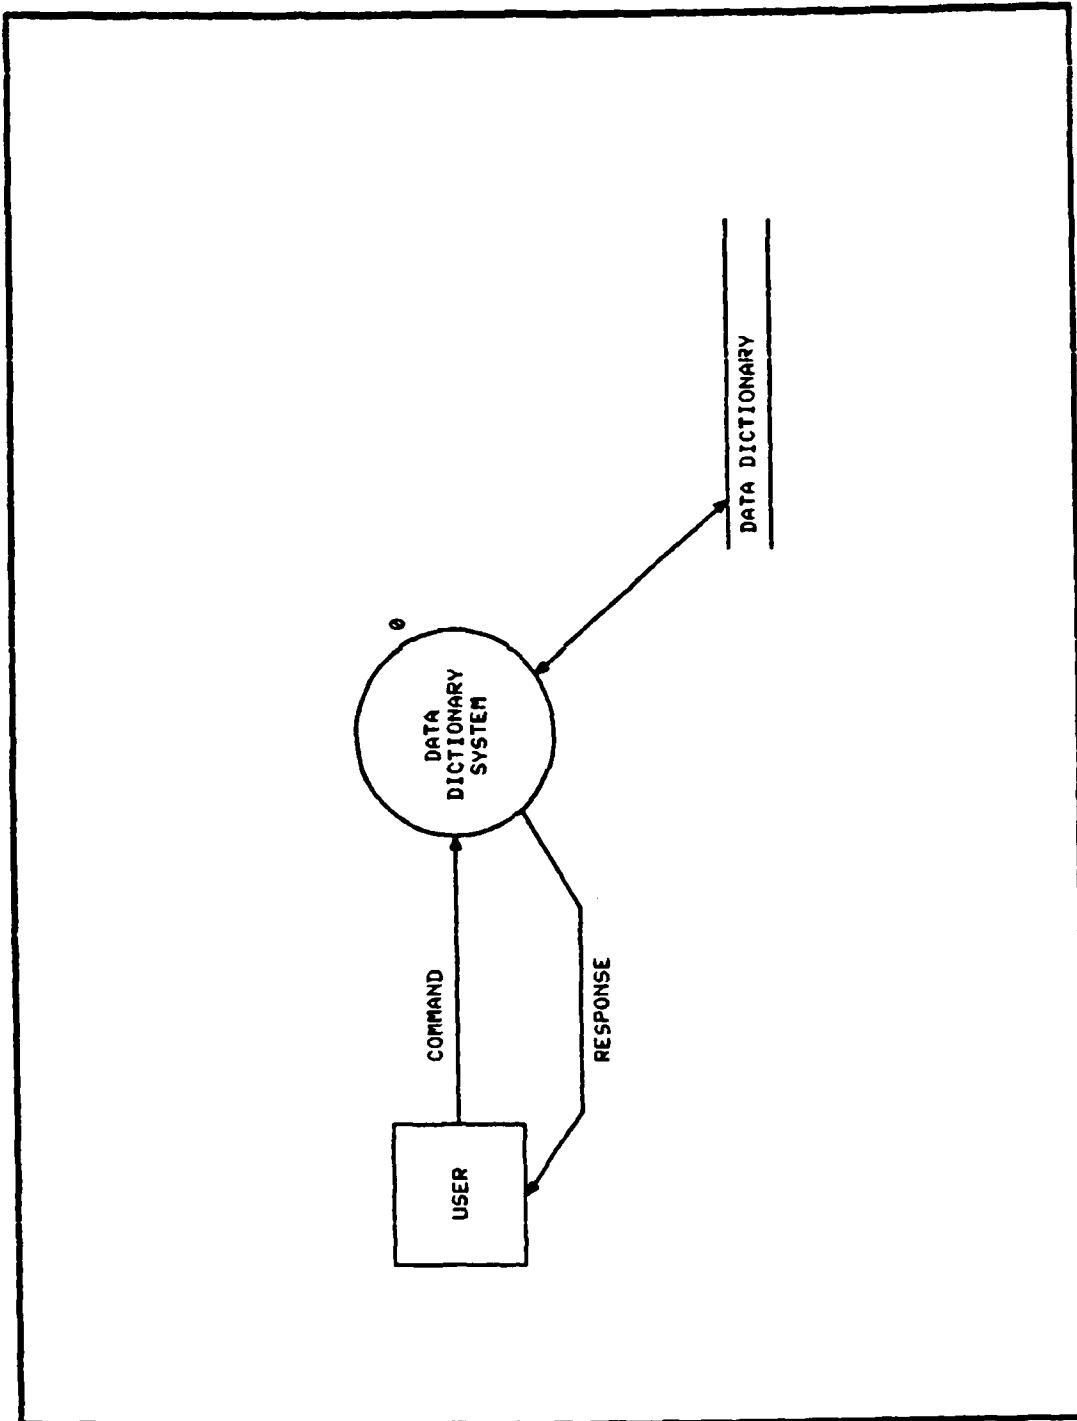 USER
COMMAND
RESPONSE
DATA
DICTIONARY
SYSTEM
0
DATA DICTIONARY